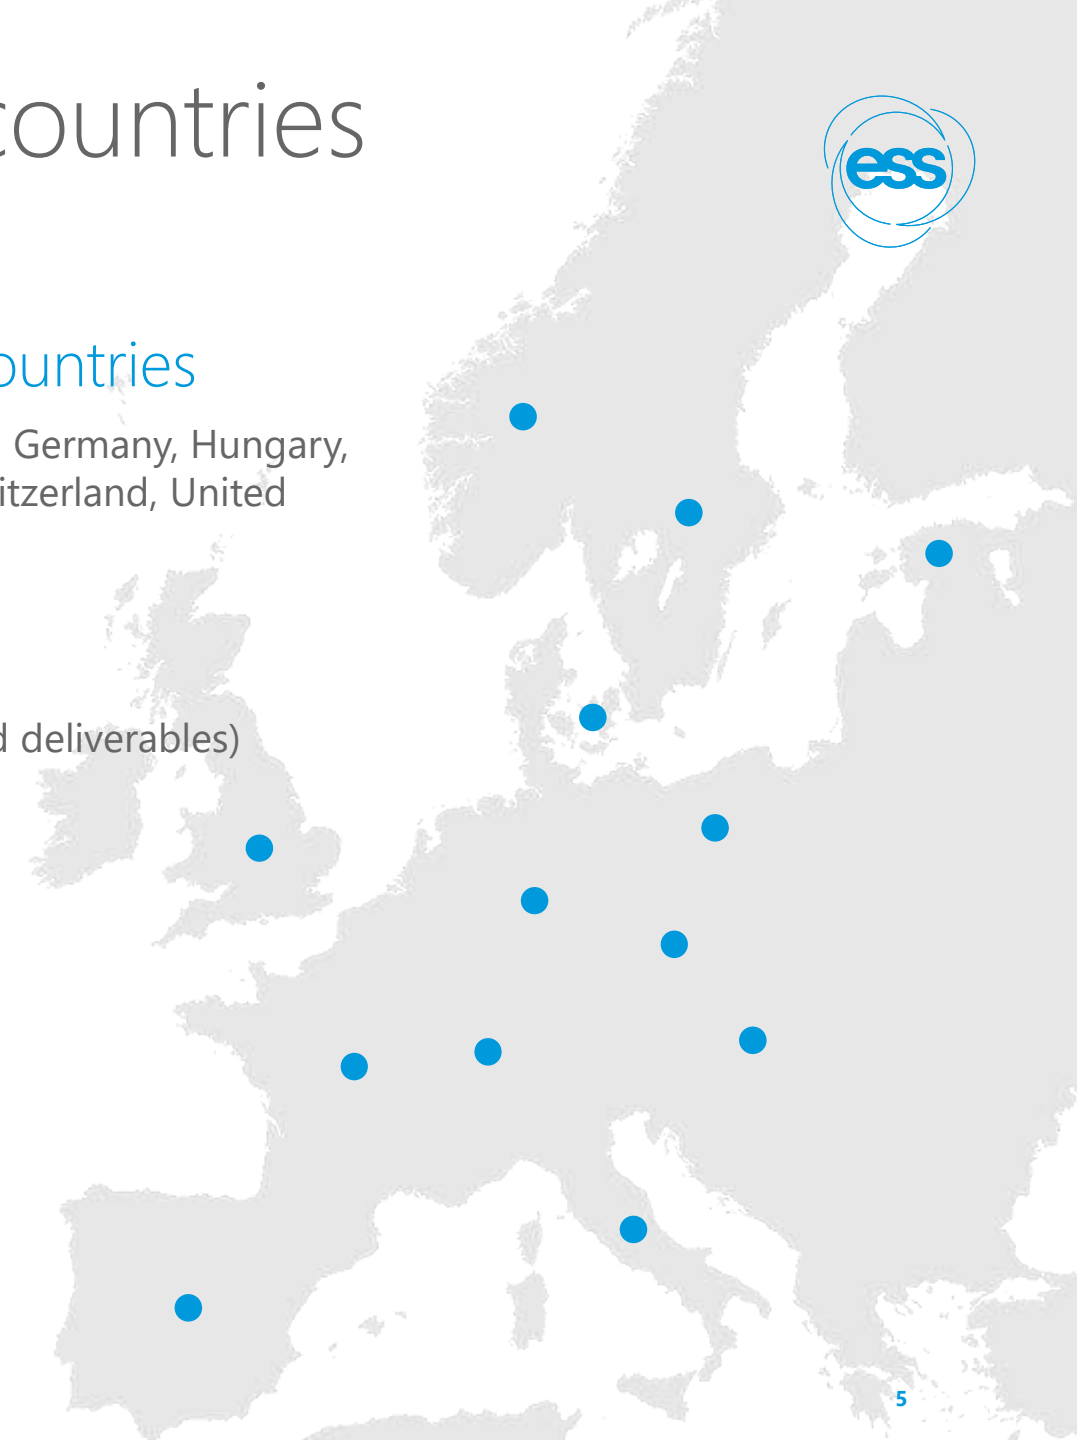 countries
ess
ountries
Germany, Hungary,
itzerland, United
d deliverables)
5